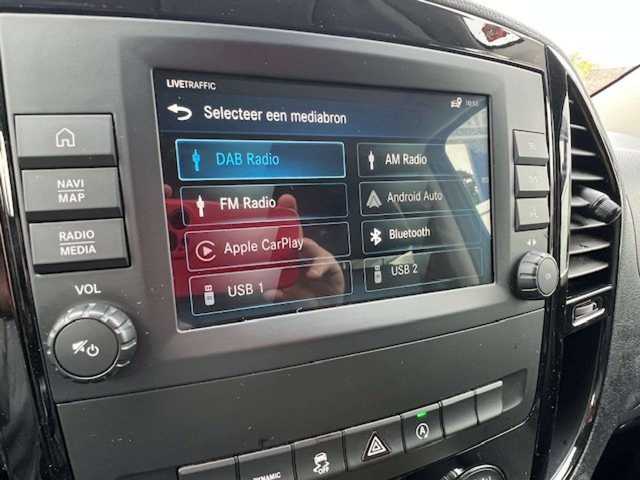 LIVETRAFFIC
Selecteer een mediabron
DAB Radio
AM Radio
FM Radio
Android Auto
Apple CarPlay
Bluetooth
USB 1
USB 2
NAVI
MAP
RADIO
MEDIA
VOL
DYNAMIC
A